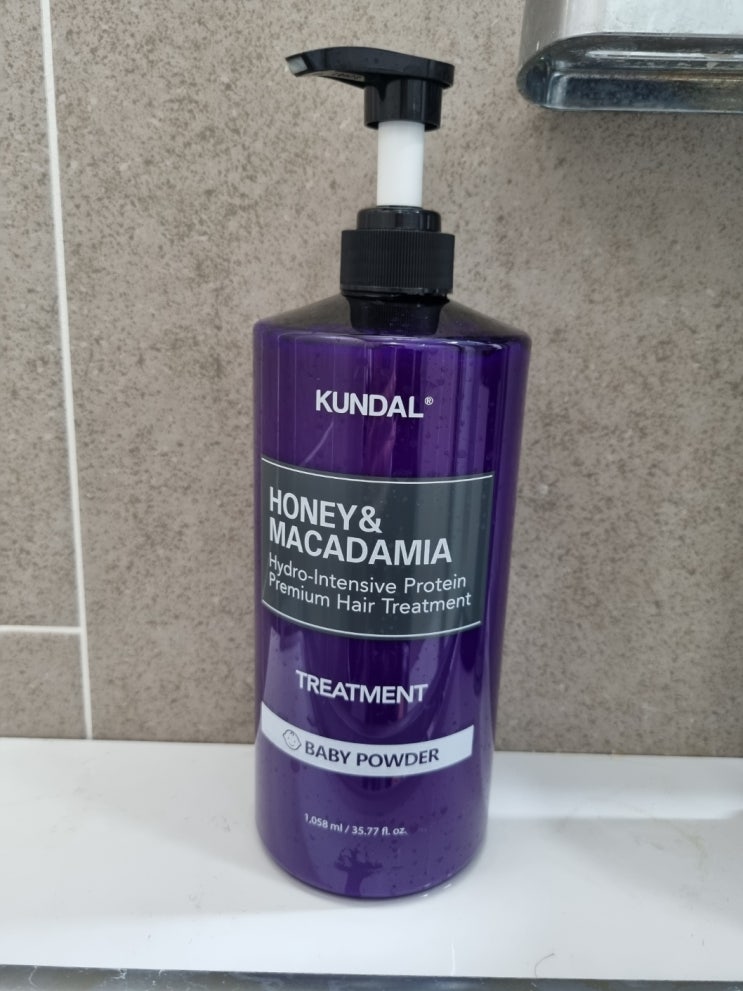 KUNDAL®
HONEY&
MACADAMIA
Hydro-Intensive Protein
Premium Hair Treatment
TREATMENT
BABY POWDER
1,058 ml / 35.77 fl. oz.